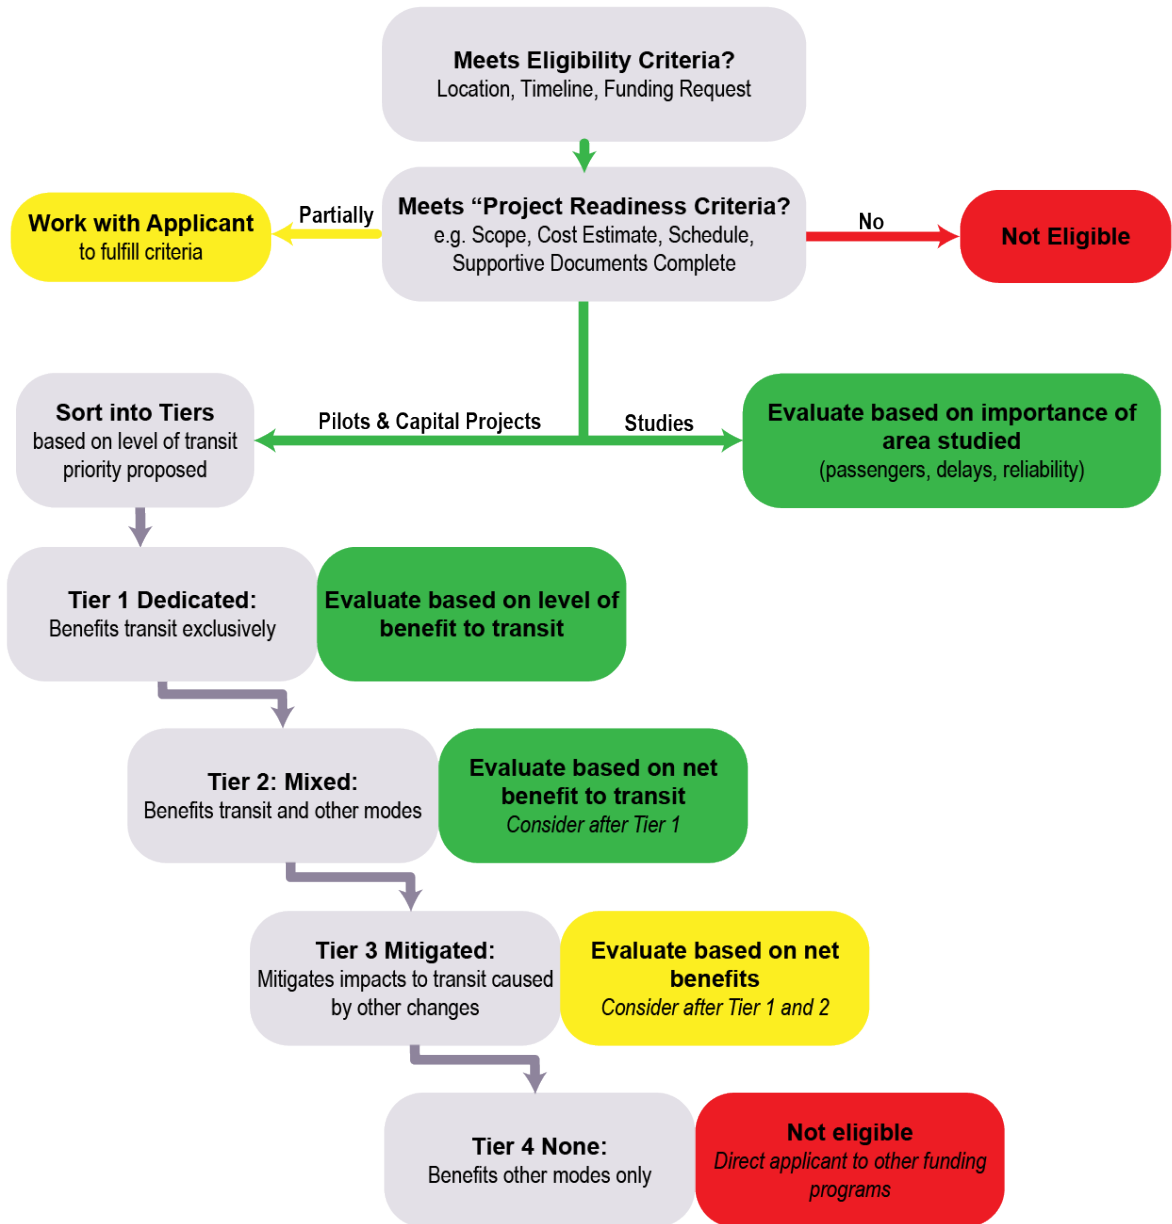 Meets Eligibility Criteria?
Location, Timeline, Funding Request
Work with Applicant
to fulfill criteria
Partially
Meets “Project Readiness Criteria?
e.g. Scope, Cost Estimate, Schedule,
Supportive Documents Complete
No
Not Eligible
Sort into Tiers
based on level of transit
priority proposed
Pilots & Capital Projects
Studies
Evaluate based on importance of
area studied
(passengers, delays, reliability)
Tier 1 Dedicated:
Benefits transit exclusively
Evaluate based on level of
benefit to transit
Tier 2: Mixed:
Benefits transit and other modes
Evaluate based on net
benefit to transit
Consider after Tier 1
Tier 3 Mitigated:
Mitigates impacts to transit caused
by other changes
Evaluate based on net
benefits
Consider after Tier 1 and 2
Tier 4 None:
Benefits other modes only
Not eligible
Direct applicant to other funding
programs